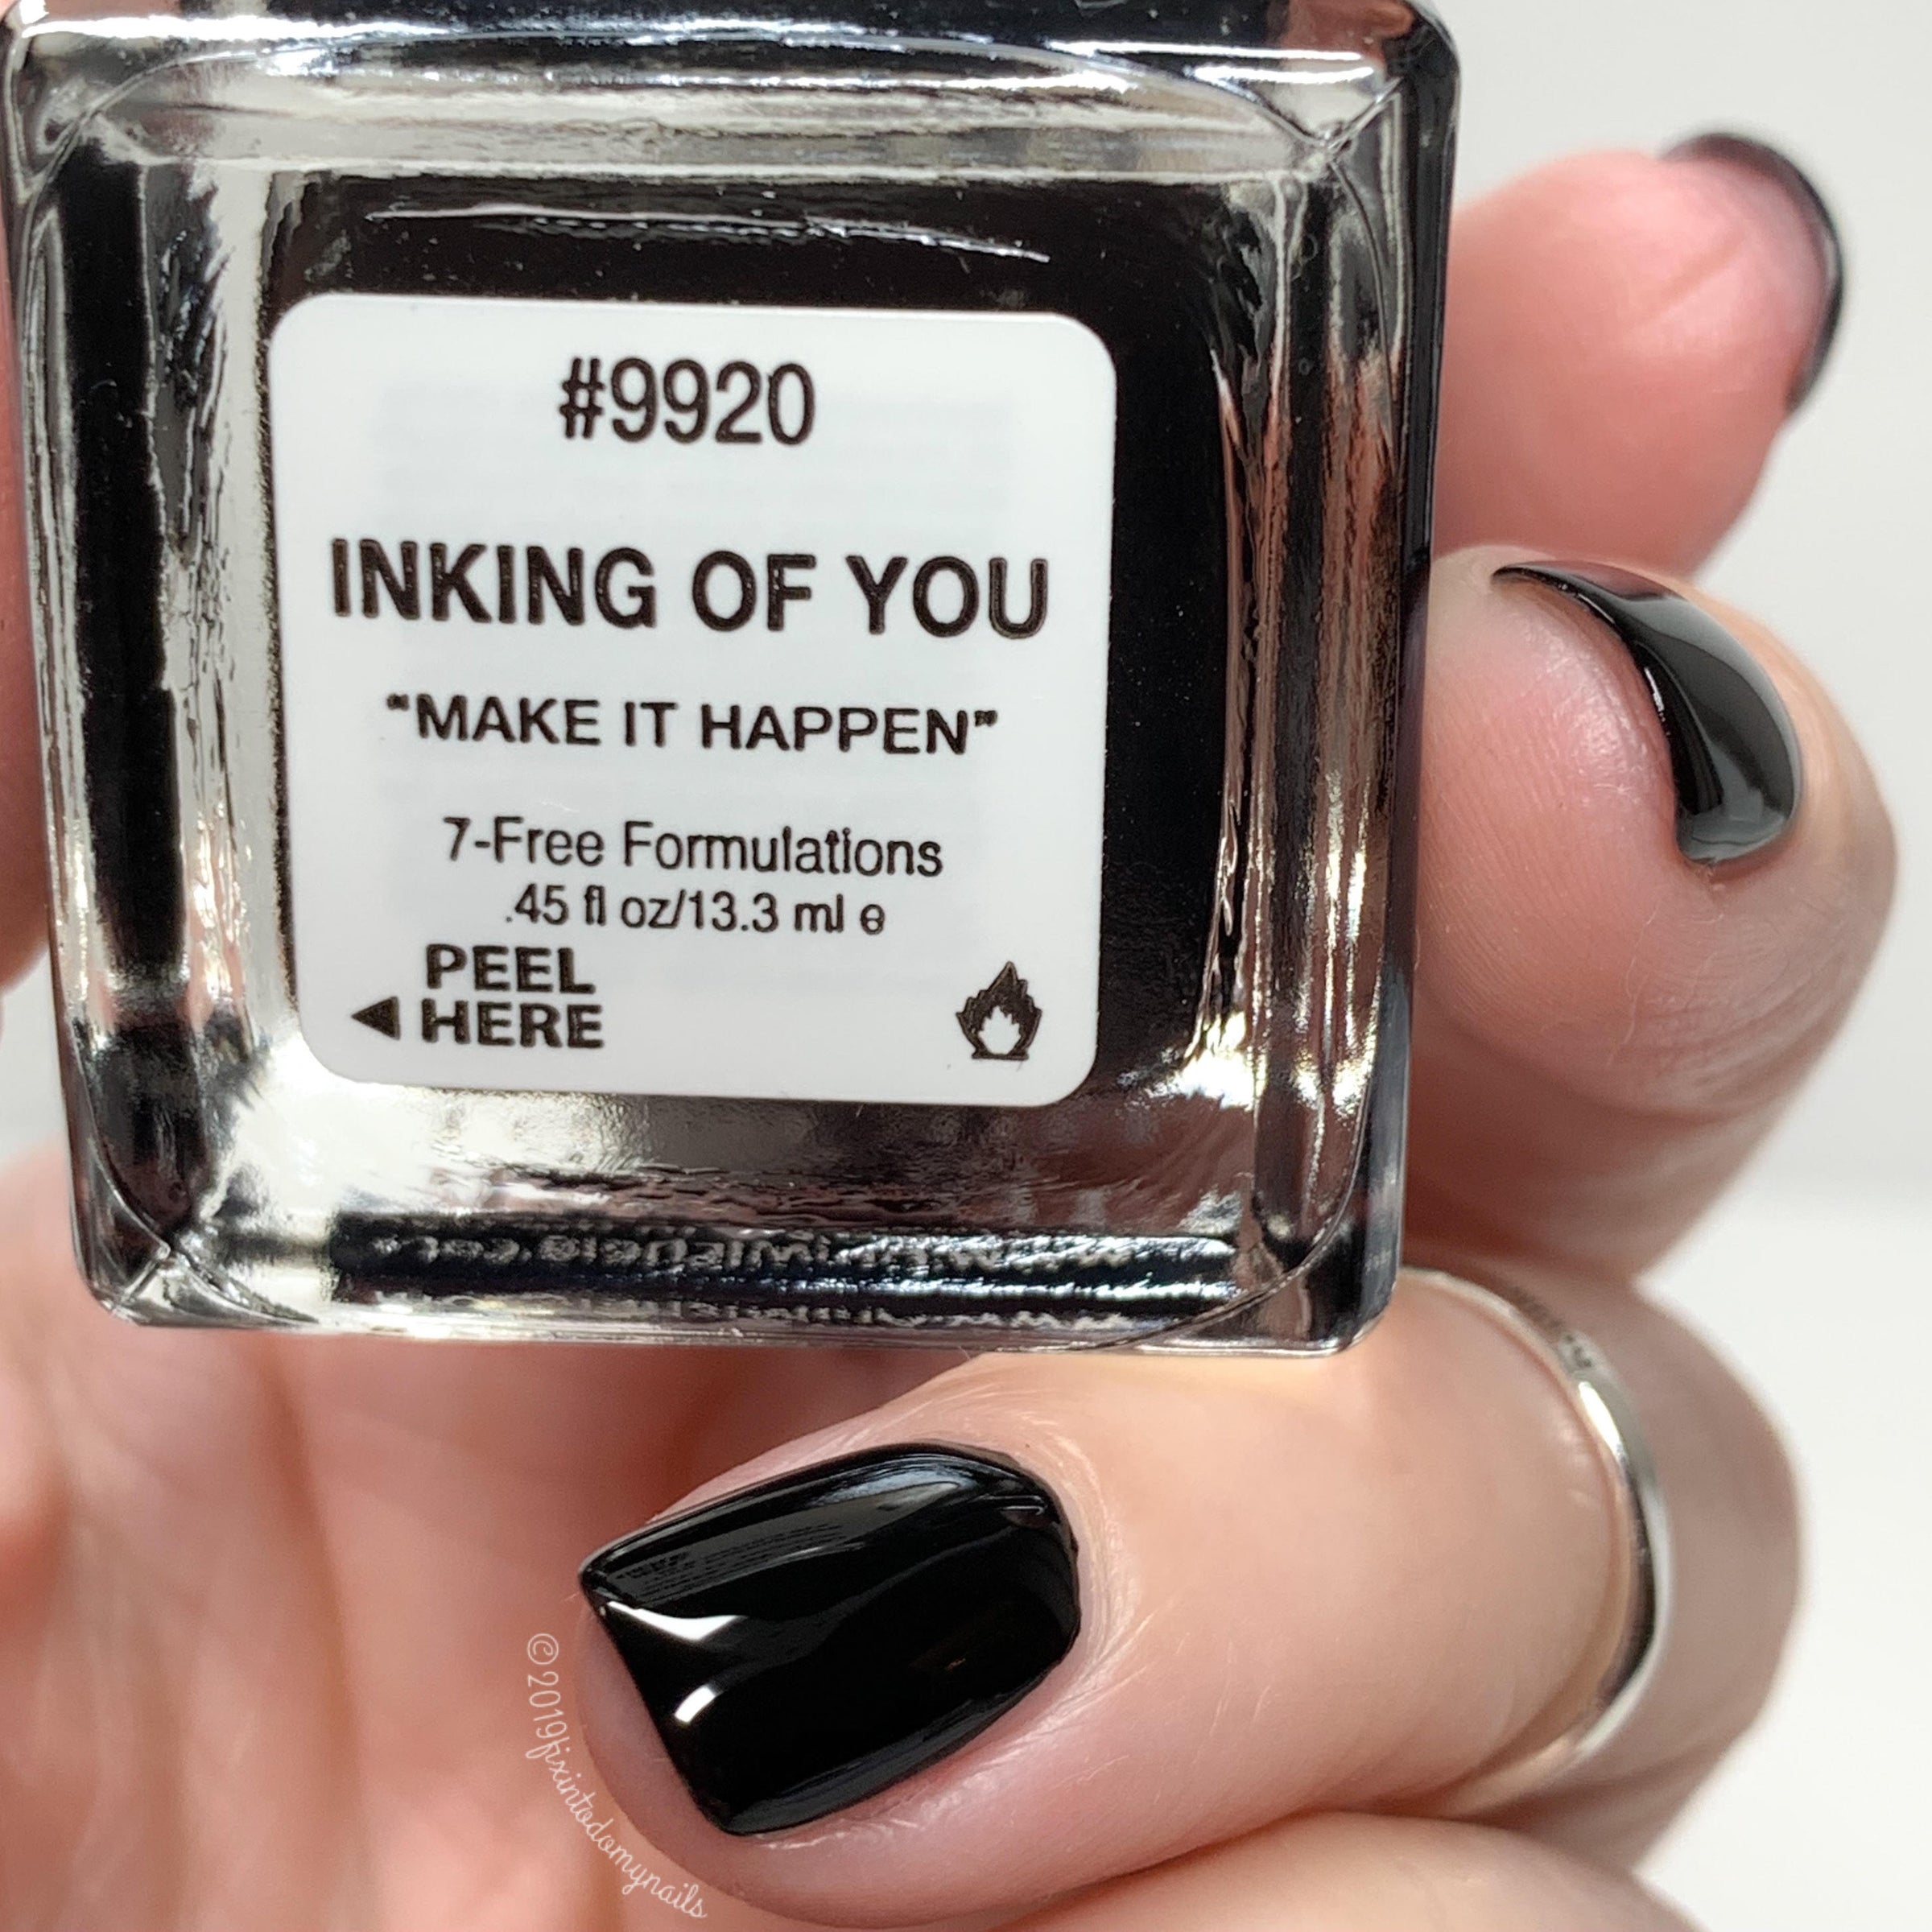 #9920
INKING OF YOU
"MAKE IT HAPPEN"
7-Free Formulations
.45 fl oz/13.3 ml e
PEEL
HERE
©2019fixintodomynails